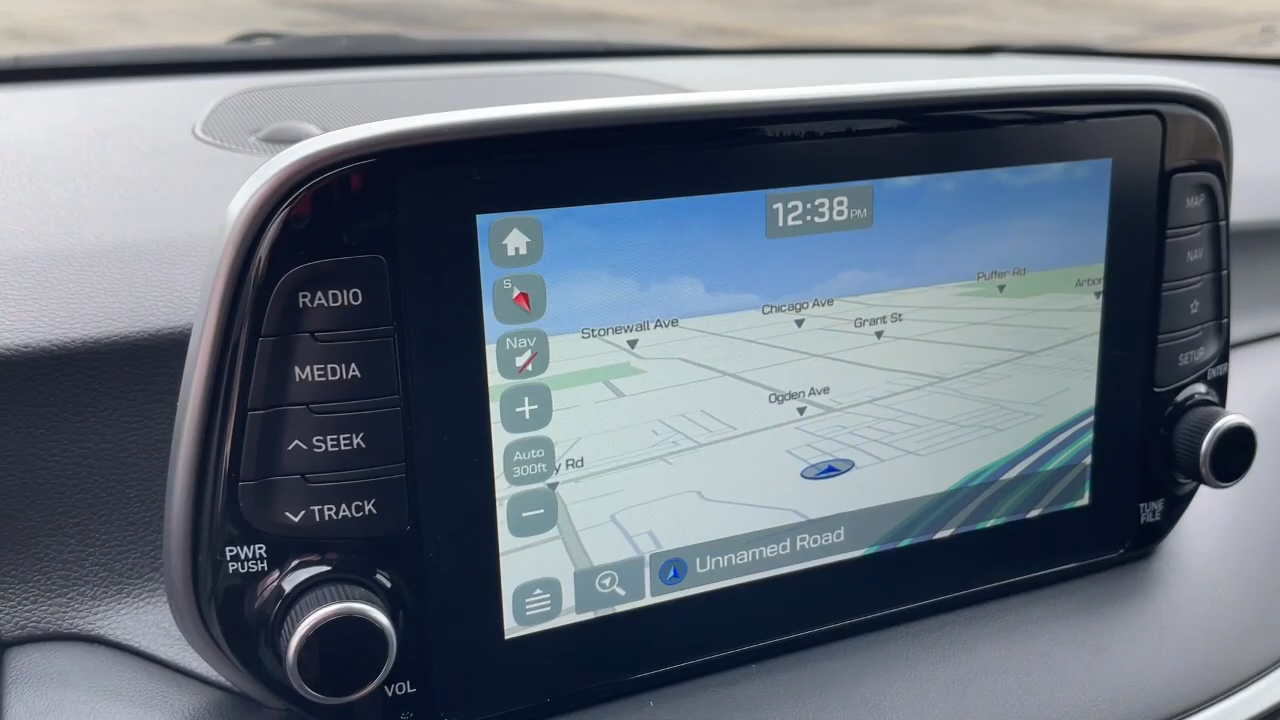 RADIO
MEDIA
SEEK
TRACK
PWR
PUSH
VOL
12:38 PM
S
Nav
Auto
300ft
Stonewall Ave
Chicago Ave
Grant St
Puffer Rd
Arbor
Ogden Ave
y Rd
Unnamed Road
MAP
NAV
SETUP
ENTER
TUNE
FILE